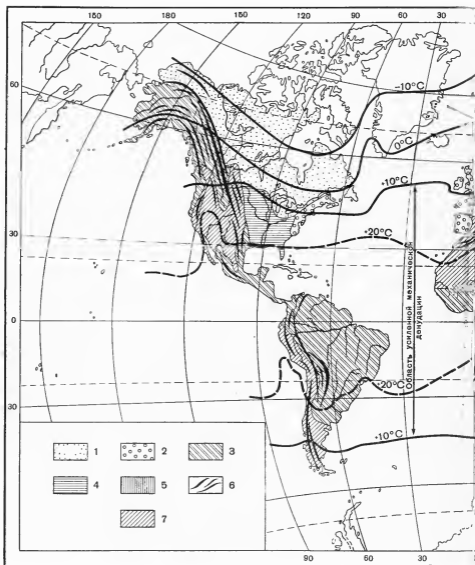 150 180 150 120 90 60 30
60
-10°C
0°C
+10°C
+20°C
30
0
Область усиленной механической
денудации
+20°C
30
+10°C
1 2 3
4 5 6
7
90 60 30